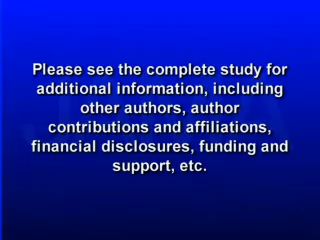 Please see the complete study for
additional information, including
other authors, author
contributions and affiliations,
financial disclosures, funding and
support, etc.